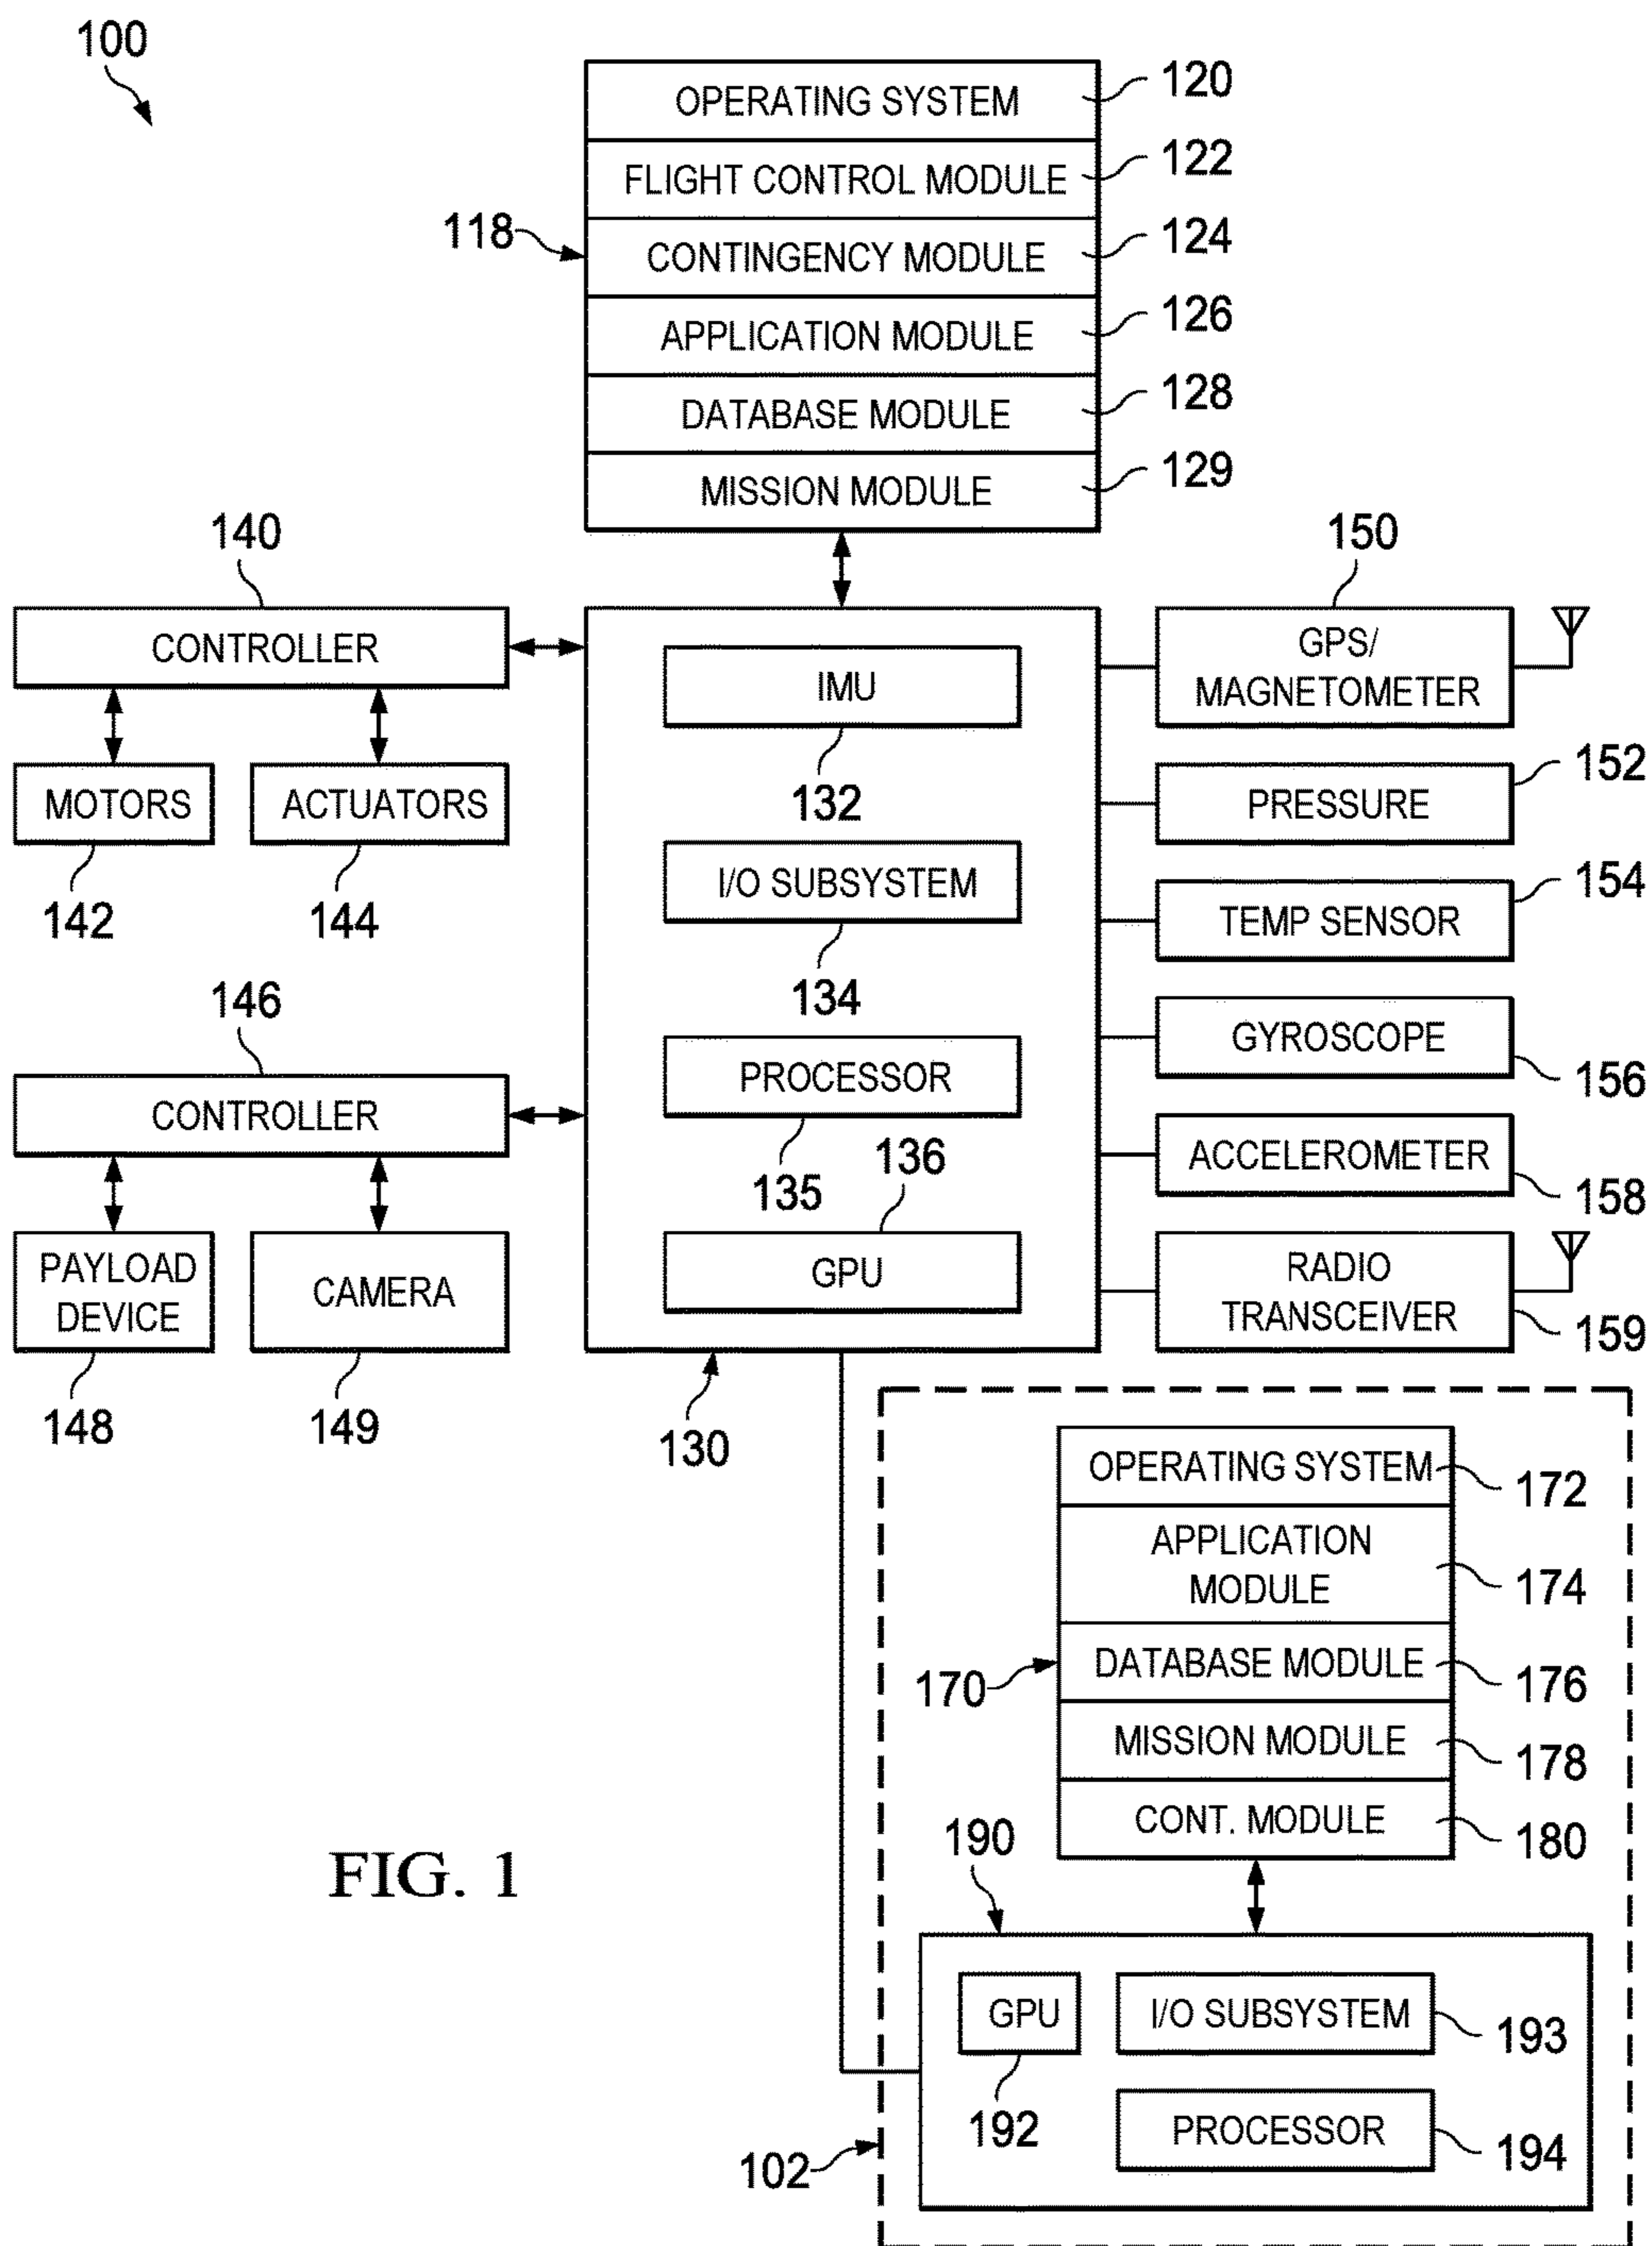 100
OPERATING SYSTEM
120
FLIGHT CONTROL MODULE
122
118
CONTINGENCY MODULE
124
APPLICATION MODULE
126
DATABASE MODULE
128
MISSION MODULE
129
140
CONTROLLER
MOTORS
ACTUATORS
142
144
146
CONTROLLER
PAYLOAD
DEVICE
CAMERA
148
149
IMU
132
I/O SUBSYSTEM
134
PROCESSOR
135
136
GPU
130
150
GPS/
MAGNETOMETER
152
PRESSURE
154
TEMP SENSOR
GYROSCOPE
156
ACCELEROMETER
158
RADIO
TRANSCEIVER
159
OPERATING SYSTEM
172
APPLICATION
MODULE
174
170
DATABASE MODULE
176
MISSION MODULE
178
CONT. MODULE
180
190
GPU
192
I/O SUBSYSTEM
193
PROCESSOR
194
102
FIG. 1